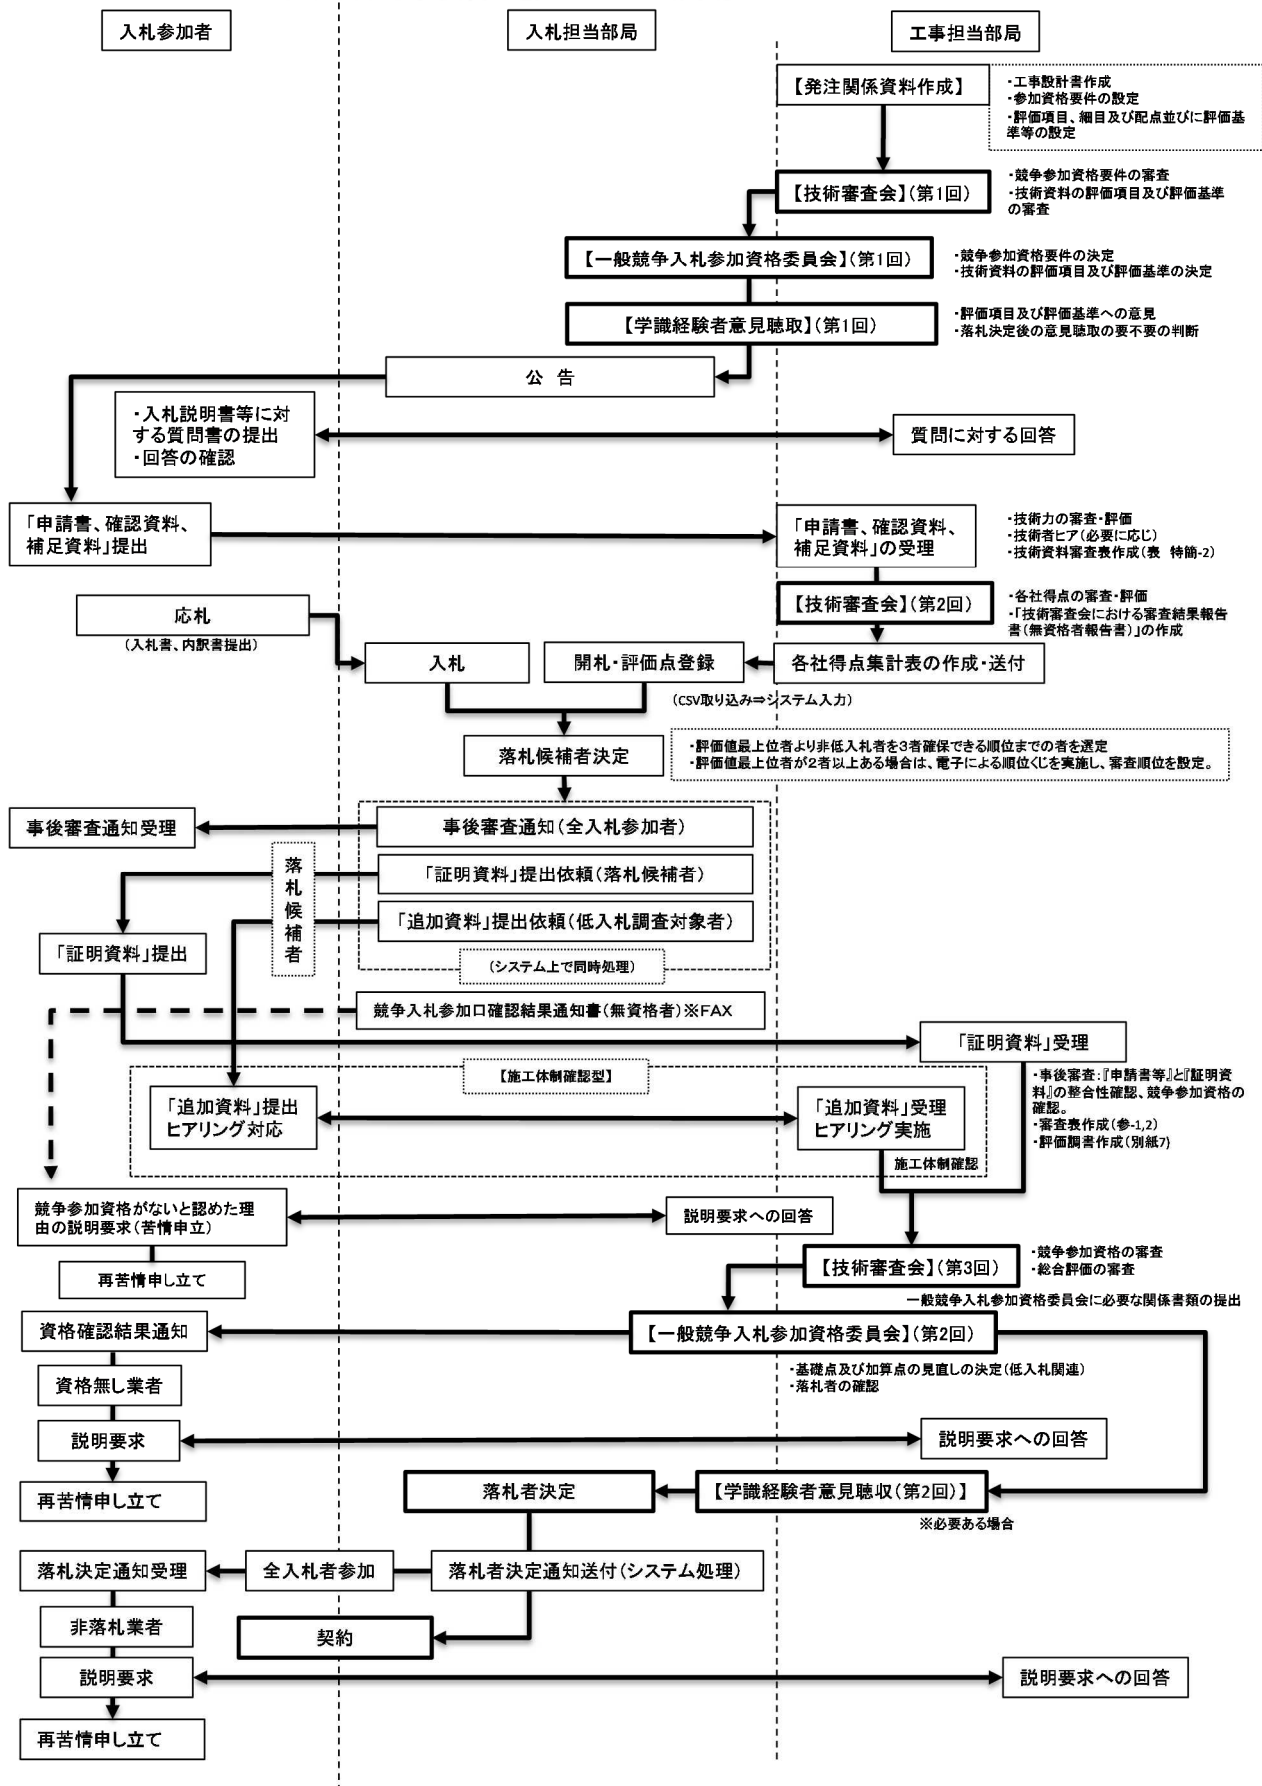 入札参加者
入札担当部局
工事担当部局
【発注関係資料作成】
・工事設計書作成
・参加資格要件の設定
・評価項目、細目及び配点並びに評価基
準等の設定
【技術審査会】(第1回)
・競争参加資格要件の審査
・技術資料の評価項目及び評価基準
の審査
【一般競争入札参加資格委員会】(第1回)
・競争参加資格要件の決定
・技術資料の評価項目及び評価基準の決定
【学識経験者意見聴取】(第1回)
・評価項目及び評価基準への意見
・落札決定後の意見聴取の要不要の判断
公 告
・入札説明書等に対
する質問書の提出
・回答の確認
質問に対する回答
「申請書、確認資料、
補足資料」提出
「申請書、確認資料、
補足資料」の受理
・技術力の審査・評価
・技術者ヒア(必要に応じ)
・技術資料審査表作成(表 特簡-2)
【技術審査会】(第2回)
・各社得点の審査・評価
・「技術審査会における審査結果報告
書(無資格者報告書)」の作成
応札
(入札書、内訳書提出)
入札
開札・評価点登録
各社得点集計表の作成・送付
(CSV取り込み⇒システム入力)
落札候補者決定
・評価値最上位者より非低入札者を3者確保できる順位までの者を選定
・評価値最上位者が2者以上ある場合は、電子による順位くじを実施し、審査順位を設定。
事後審査通知受理
事後審査通知(全入札参加者)
落札候補者
「証明資料」提出依頼(落札候補者)
「追加資料」提出依頼(低入札調査対象者)
「証明資料」提出
(システム上で同時処理)
競争入札参加口確認結果通知書(無資格者)※FAX
「証明資料」受理
【施工体制確認型】
・事後審査:『申請書等』と『証明資
料』の整合性確認、競争参加資格の
確認。
・審査表作成(参-1,2)
・評価調書作成(別紙7)
「追加資料」提出
ヒアリング対応
「追加資料」受理
ヒアリング実施
施工体制確認
競争参加資格がないと認めた理
由の説明要求(苦情申立)
説明要求への回答
再苦情申し立て
【技術審査会】(第3回)
・競争参加資格の審査
・総合評価の審査
一般競争入札参加資格委員会に必要な関係書類の提出
資格確認結果通知
【一般競争入札参加資格委員会】(第2回)
・基礎点及び加算点の見直しの決定(低入札関連)
・落札者の確認
資格無し業者
説明要求
説明要求への回答
再苦情申し立て
落札者決定
【学識経験者意見聴収(第2回)】
※必要ある場合
落札決定通知受理
全入札者参加
落札者決定通知送付(システム処理)
非落札業者
契約
説明要求
説明要求への回答
再苦情申し立て